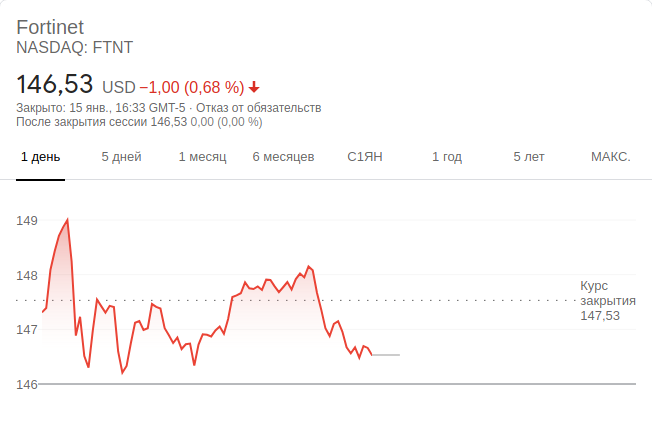 Fortinet
NASDAQ: FTNT
146,53 USD −1,00 (0,68 %)
Закрыто: 15 янв., 16:33 GMT-5 · Отказ от обязательств
После закрытия сессии 146,53 0,00 (0,00 %)
1 день 5 дней 1 месяц 6 месяцев С1ЯН 1 год 5 лет МАКС.
149
148
Курс
закрытия
147,53
147
146